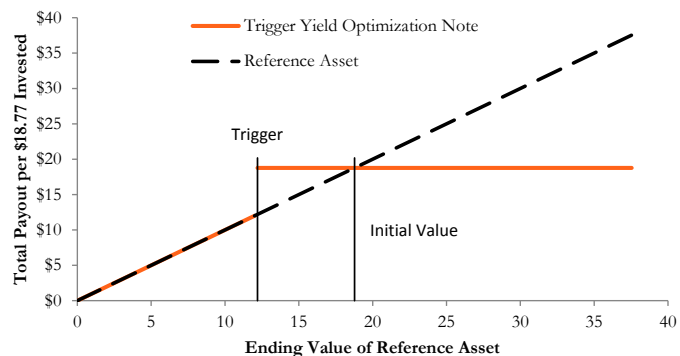 Total Payout per $18.77 Invested
$40
$35
$30
$25
$20
$15
$10
$5
$0
Trigger Yield Optimization Note
Reference Asset
Trigger
Initial Value
0 5 10 15 20 25 30 35 40
Ending Value of Reference Asset